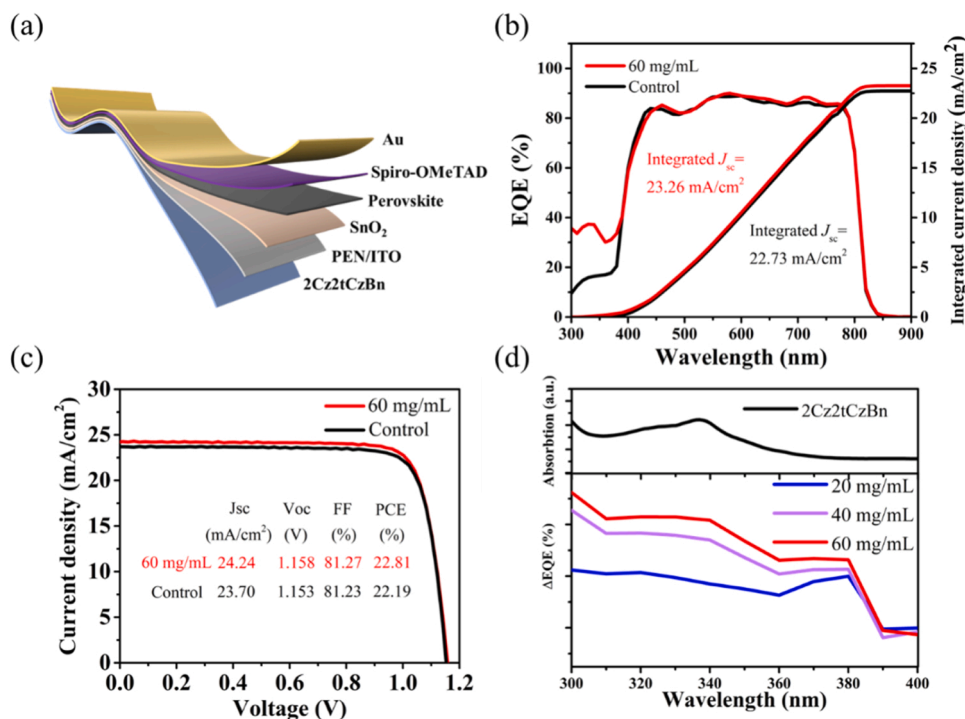 (a)
Au
Spiro-OMeTAD
Perovskite
SnO2
PEN/ITO
2Cz2tCzBn
(b)
EQE (%)
100
80
60
40
20
0
60 mg/mL
Control
Integrated Jsc=
23.26 mA/cm²
Integrated Jsc=
22.73 mA/cm²
25
20
15
10
5
0
Integrated current density (mA/cm²)
300 400 500 600 700 800 900
Wavelength (nm)
(c)
Current density (mA/cm²)
30
25
20
15
10
5
0
60 mg/mL
Control
Jsc Voc FF PCE
(mA/cm²) (V) (%) (%)
60 mg/mL 24.24 1.158 81.27 22.81
Control 23.70 1.153 81.23 22.19
0.0 0.2 0.4 0.6 0.8 1.0 1.2
Voltage (V)
(d)
Absorbtion (a.u.)
2Cz2tCzBn
ΔEQE (%)
20 mg/mL
40 mg/mL
60 mg/mL
300 320 340 360 380 400
Wavelength (nm)